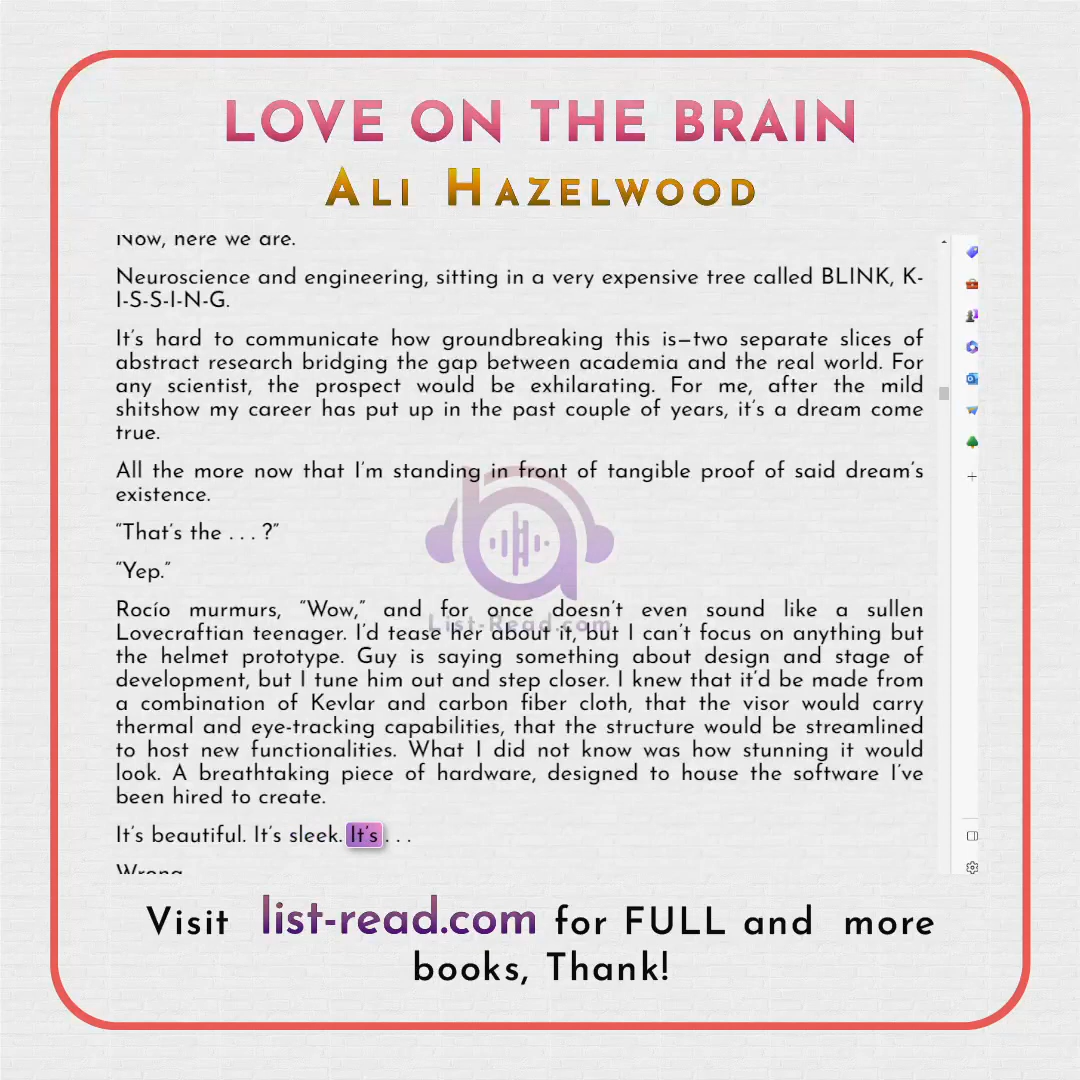 LOVE ON THE BRAIN
ALI HAZELWOOD
Now, here we are.
Neuroscience and engineering, sitting in a very expensive tree called BLINK, K-
I-S-S-I-N-G.
It’s hard to communicate how groundbreaking this is—two separate slices of
abstract research bridging the gap between academia and the real world. For
any scientist, the prospect would be exhilarating. For me, after the mild
shitshow my career has put up in the past couple of years, it’s a dream come
true.
All the more now that I’m standing in front of tangible proof of said dream’s
existence.
“That’s the . . . ?”
“Yep.”
Rocío murmurs, “Wow,” and for once doesn’t even sound like a sullen
Lovecraftian teenager. I’d tease her about it, but I can’t focus on anything but
the helmet prototype. Guy is saying something about design and stage of
development, but I tune him out and step closer. I knew that it’d be made from
a combination of Kevlar and carbon fiber cloth, that the visor would carry
thermal and eye-tracking capabilities, that the structure would be streamlined
to host new functionalities. What I did not know was how stunning it would
look. A breathtaking piece of hardware, designed to house the software I’ve
been hired to create.
It’s beautiful. It’s sleek. It’s . . .
Wrong
List-Read.com
Visit list-read.com for FULL and more
books, Thank!